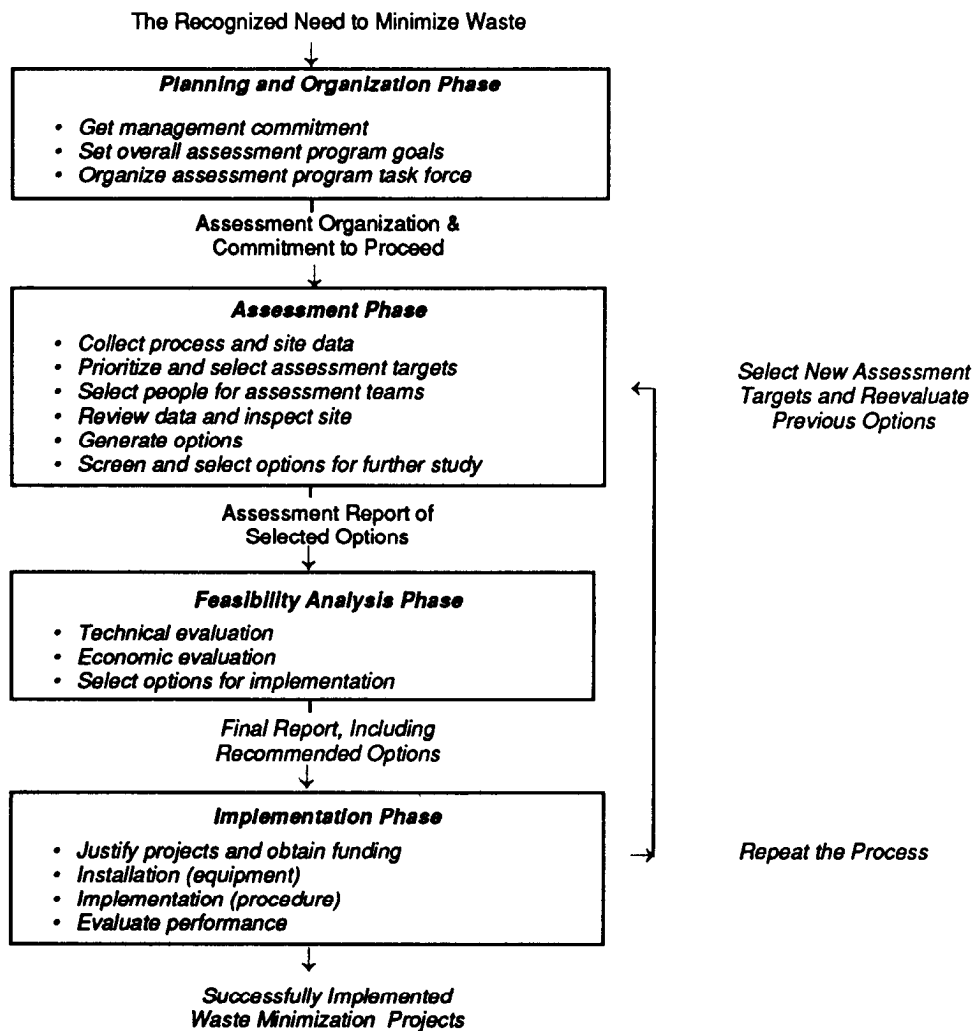 The Recognized Need to Minimize Waste
Planning and Organization Phase
• Get management commitment
• Set overall assessment program goals
• Organize assessment program task force
Assessment Organization &
Commitment to Proceed
Assessment Phase
• Collect process and site data
• Prioritize and select assessment targets
• Select people for assessment teams
• Review data and inspect site
• Generate options
• Screen and select options for further study
Select New Assessment
Targets and Reevaluate
Previous Options
Assessment Report of
Selected Options
Feasibility Analysis Phase
• Technical evaluation
• Economic evaluation
• Select options for implementation
Final Report, Including
Recommended Options
Implementation Phase
• Justify projects and obtain funding
• Installation (equipment)
• Implementation (procedure)
• Evaluate performance
Repeat the Process
Successfully Implemented
Waste Minimization Projects